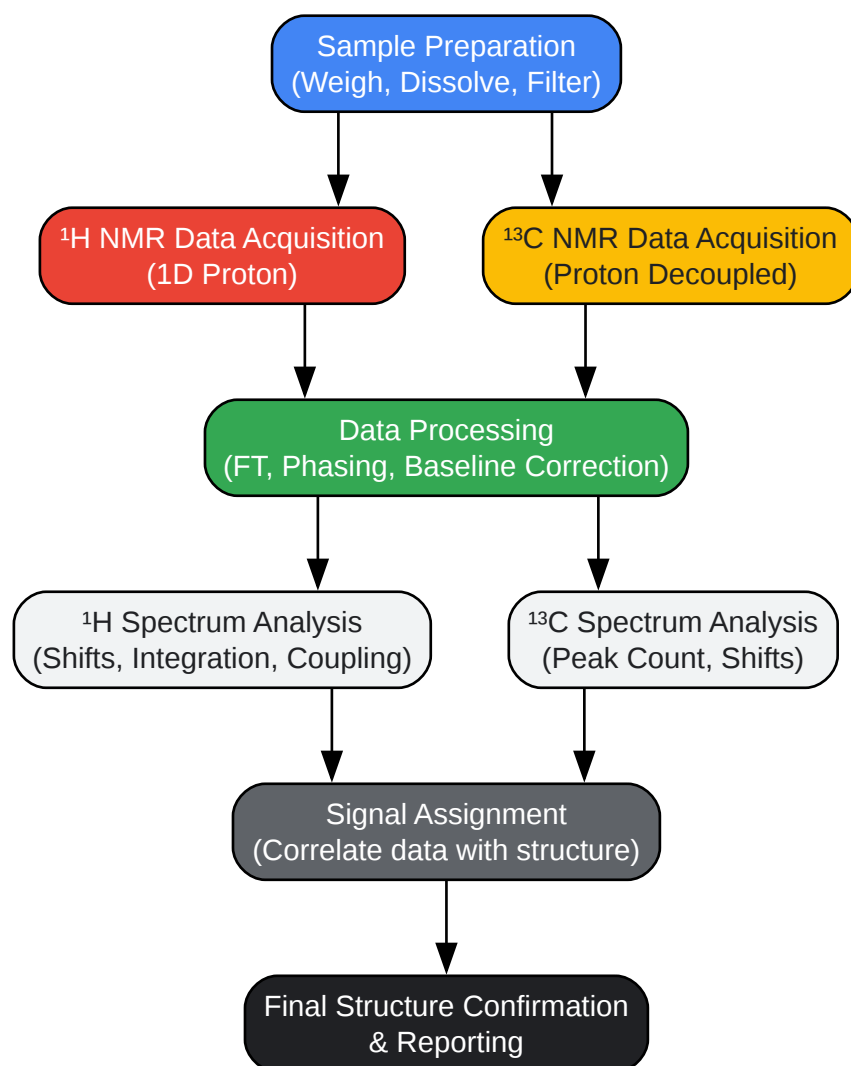 Sample Preparation
(Weigh, Dissolve, Filter)
¹H NMR Data Acquisition
(1D Proton)
¹³C NMR Data Acquisition
(Proton Decoupled)
Data Processing
(FT, Phasing, Baseline Correction)
¹H Spectrum Analysis
(Shifts, Integration, Coupling)
¹³C Spectrum Analysis
(Peak Count, Shifts)
Signal Assignment
(Correlate data with structure)
Final Structure Confirmation
& Reporting